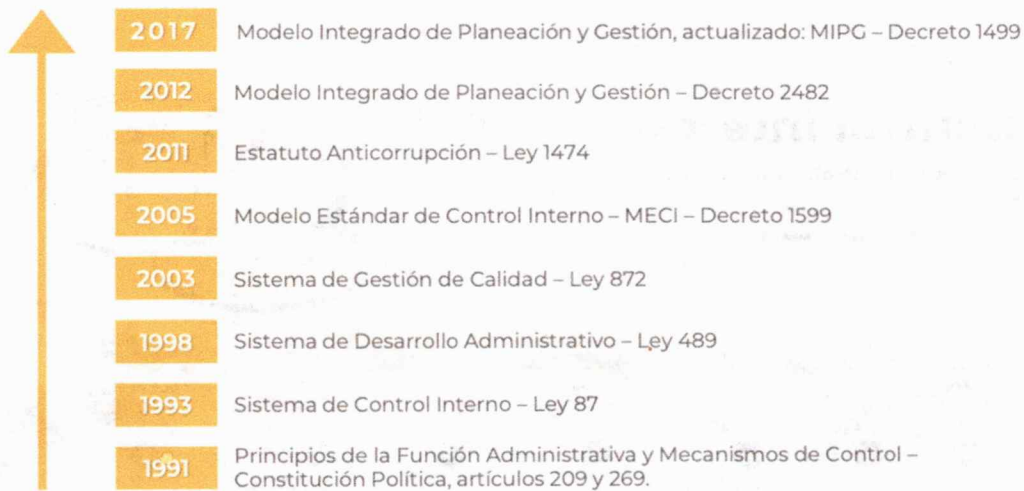 2017 Modelo Integrado de Planeación y Gestión, actualizado: MIPG – Decreto 1499
2012 Modelo Integrado de Planeación y Gestión – Decreto 2482
2011 Estatuto Anticorrupción – Ley 1474
2005 Modelo Estándar de Control Interno – MECI – Decreto 1599
2003 Sistema de Gestión de Calidad – Ley 872
1998 Sistema de Desarrollo Administrativo – Ley 489
1993 Sistema de Control Interno – Ley 87
1991 Principios de la Función Administrativa y Mecanismos de Control –
Constitución Política, artículos 209 y 269.